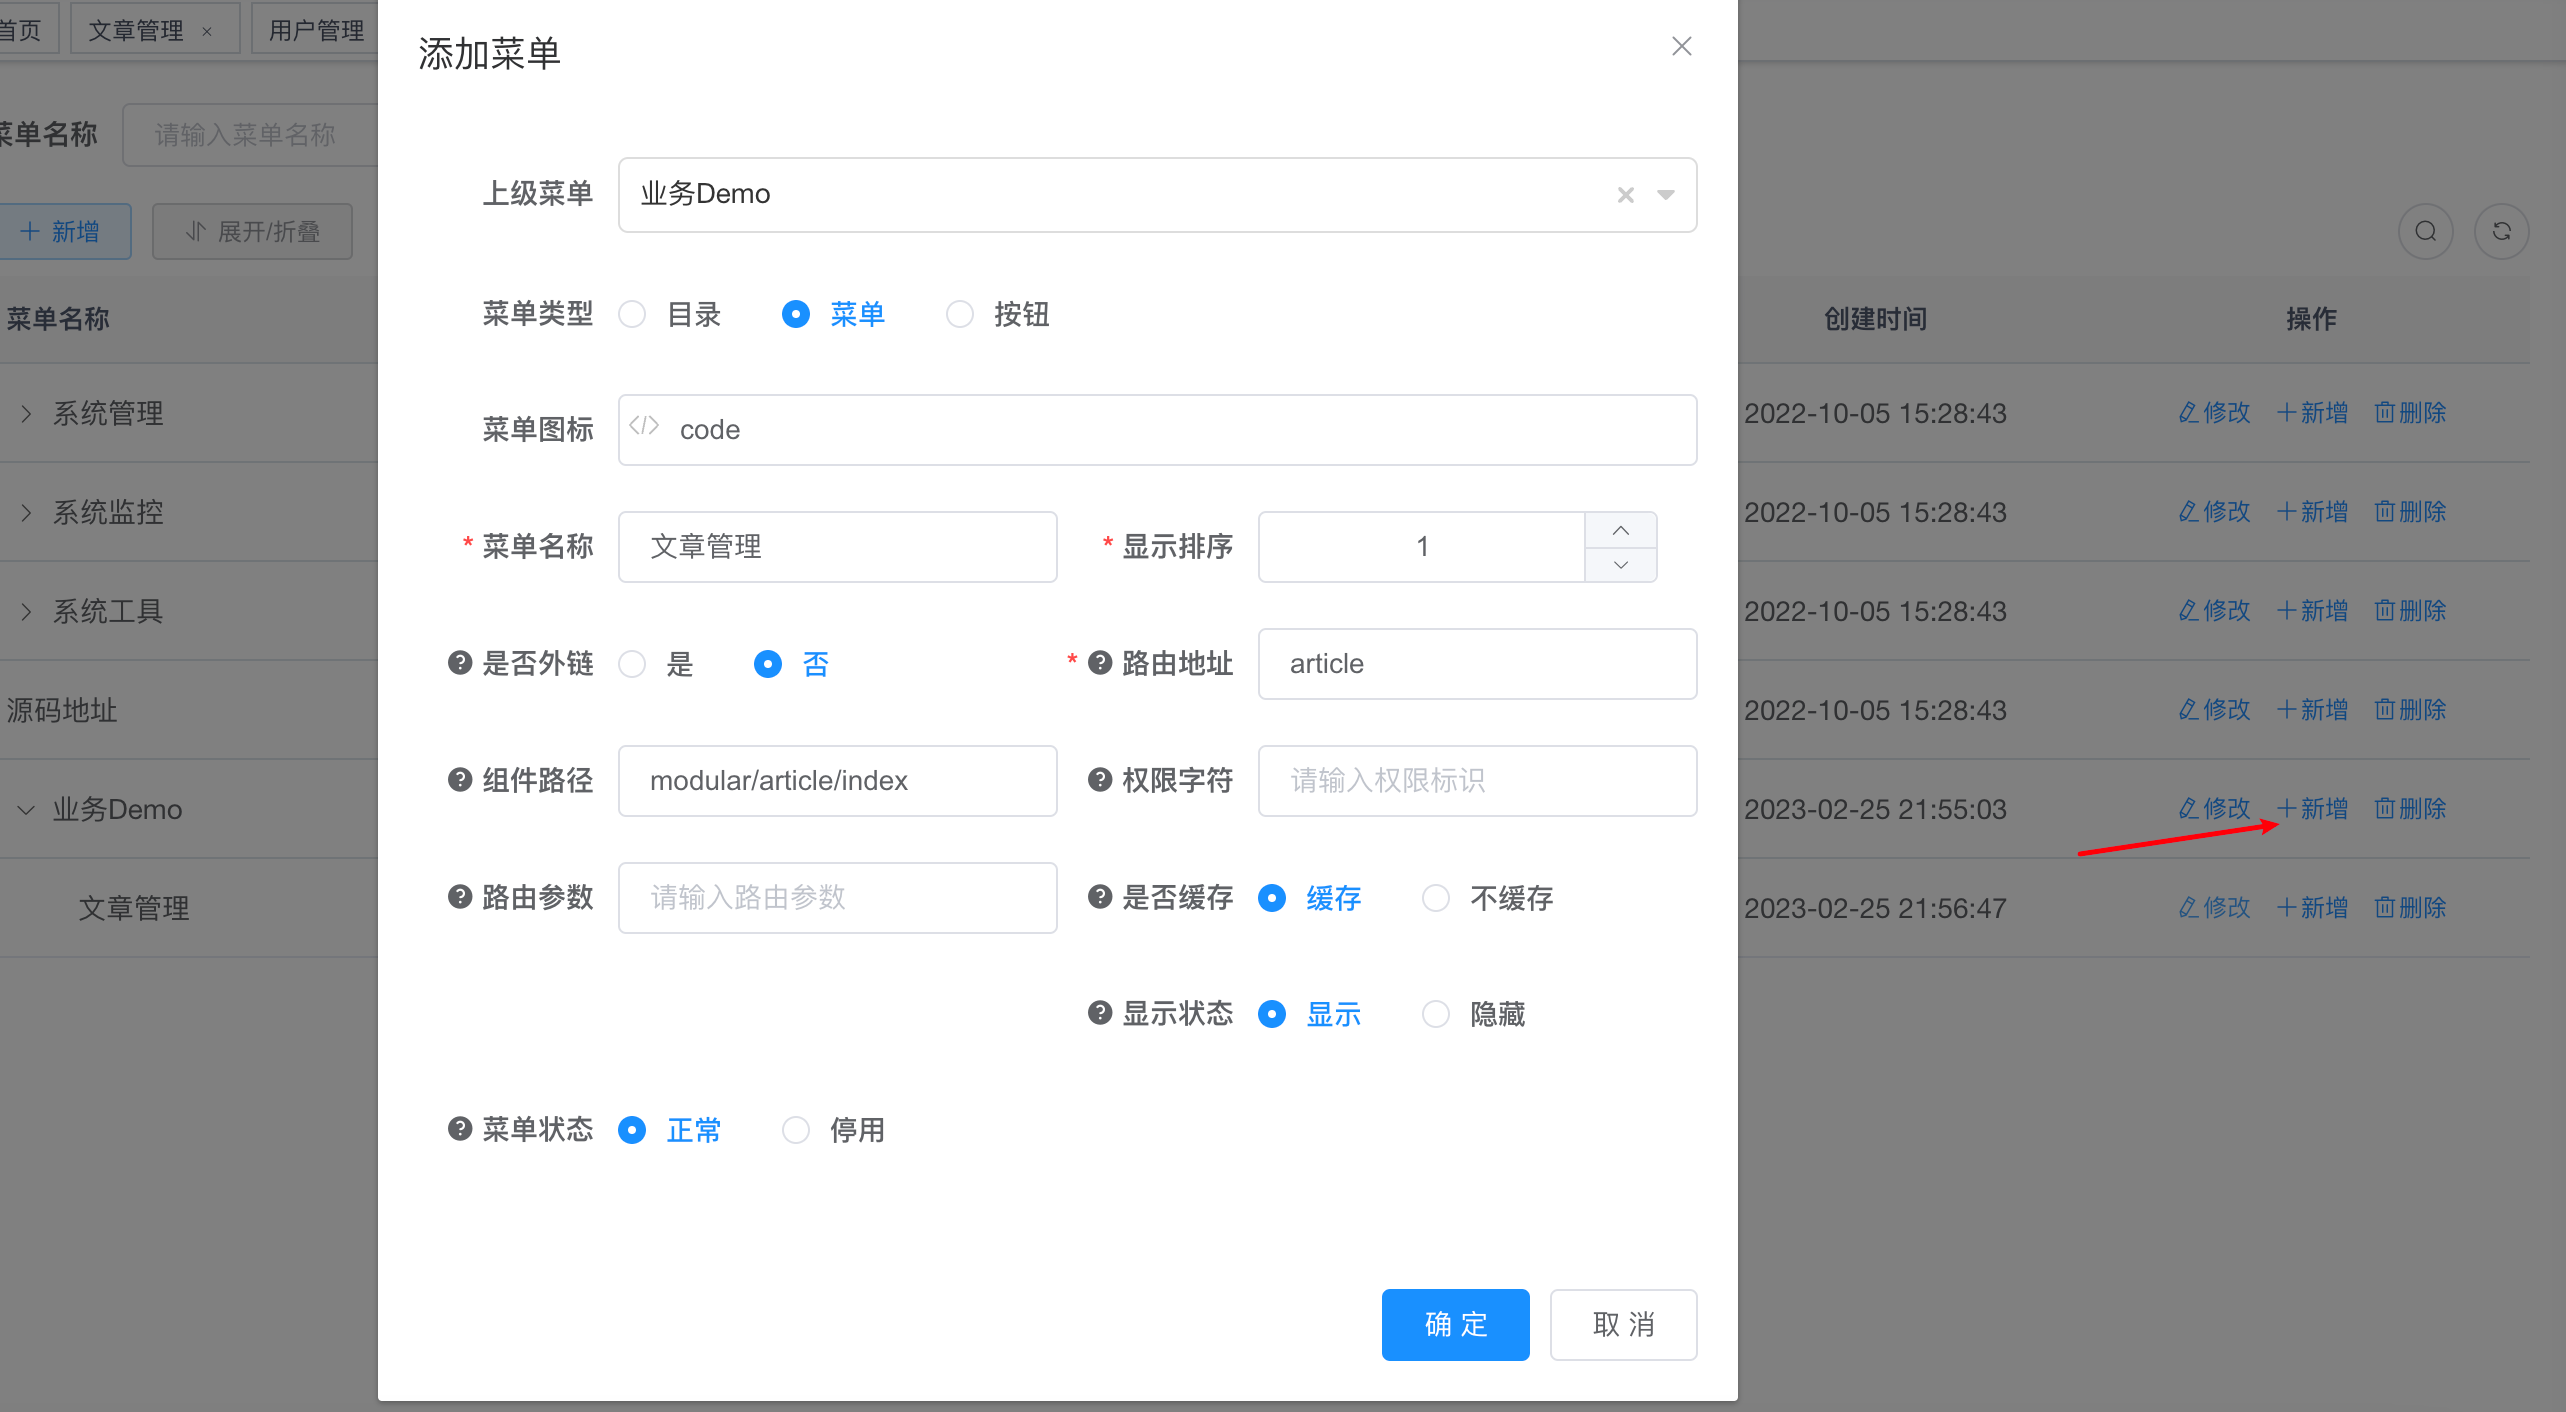 首页 文章管理 × 用户管理
添加菜单
菜单名称 请输入菜单名称
上级菜单 业务Demo
+ 新增 展开/折叠
菜单类型 目录 菜单 按钮
菜单名称 创建时间 操作
系统管理 2022-10-05 15:28:43 修改 +新增 删除
菜单图标 </> code
系统监控 2022-10-05 15:28:43 修改 +新增 删除
* 菜单名称 文章管理 * 显示排序 1
系统工具 2022-10-05 15:28:43 修改 +新增 删除
? 是否外链 是 否 * ? 路由地址 article
源码地址 2022-10-05 15:28:43 修改 +新增 删除
? 组件路径 modular/article/index ? 权限字符 请输入权限标识
业务Demo 2023-02-25 21:55:03 修改 +新增 删除
? 路由参数 请输入路由参数 ? 是否缓存 缓存 不缓存
文章管理 2023-02-25 21:56:47 修改 +新增 删除
? 显示状态 显示 隐藏
? 菜单状态 正常 停用
确 定 取 消